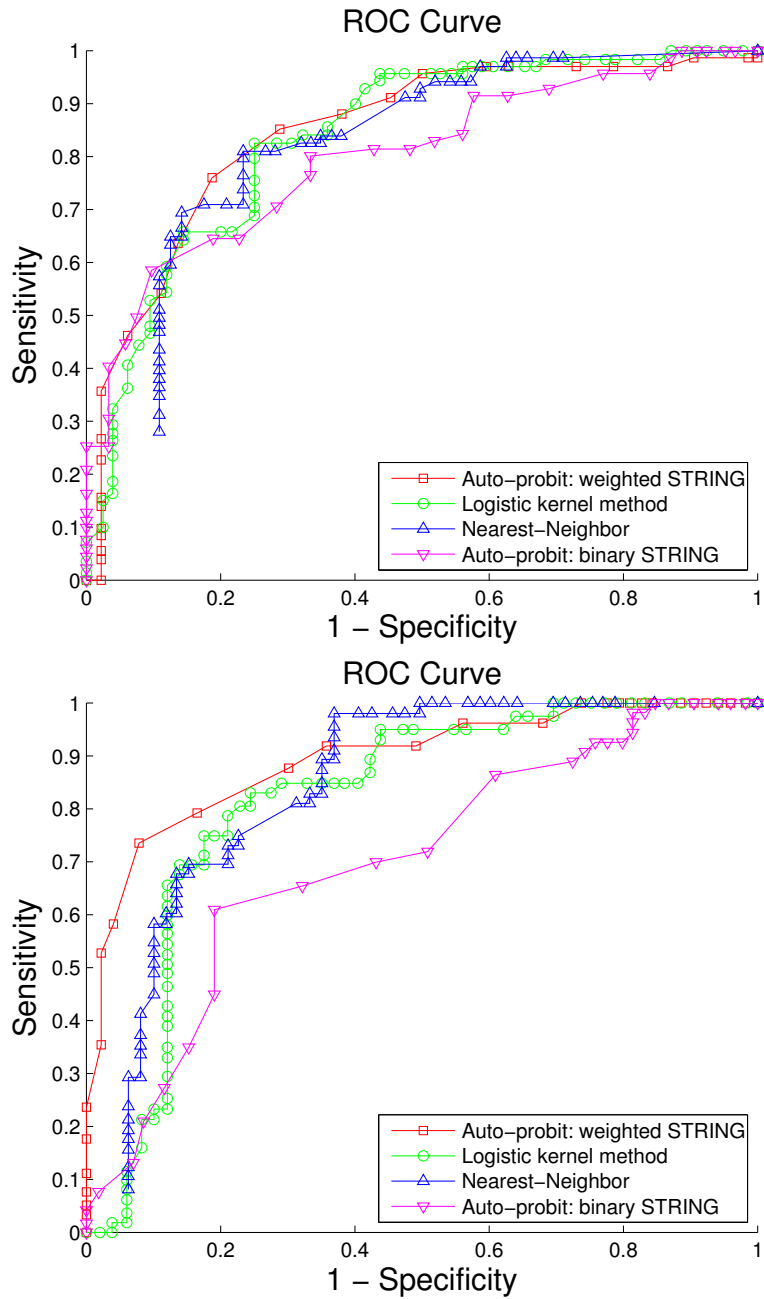 ROC Curve
1
0.9
0.8
0.7
0.6
0.5
0.4
0.3
0.2
0.1
0
Sensitivity
Auto-probit: weighted STRING
Logistic kernel method
Nearest-Neighbor
Auto-probit: binary STRING
0 0.2 0.4 0.6 0.8 1
1 - Specificity
ROC Curve
1
0.9
0.8
0.7
0.6
0.5
0.4
0.3
0.2
0.1
0
Sensitivity
Auto-probit: weighted STRING
Logistic kernel method
Nearest-Neighbor
Auto-probit: binary STRING
0 0.2 0.4 0.6 0.8 1
1 - Specificity